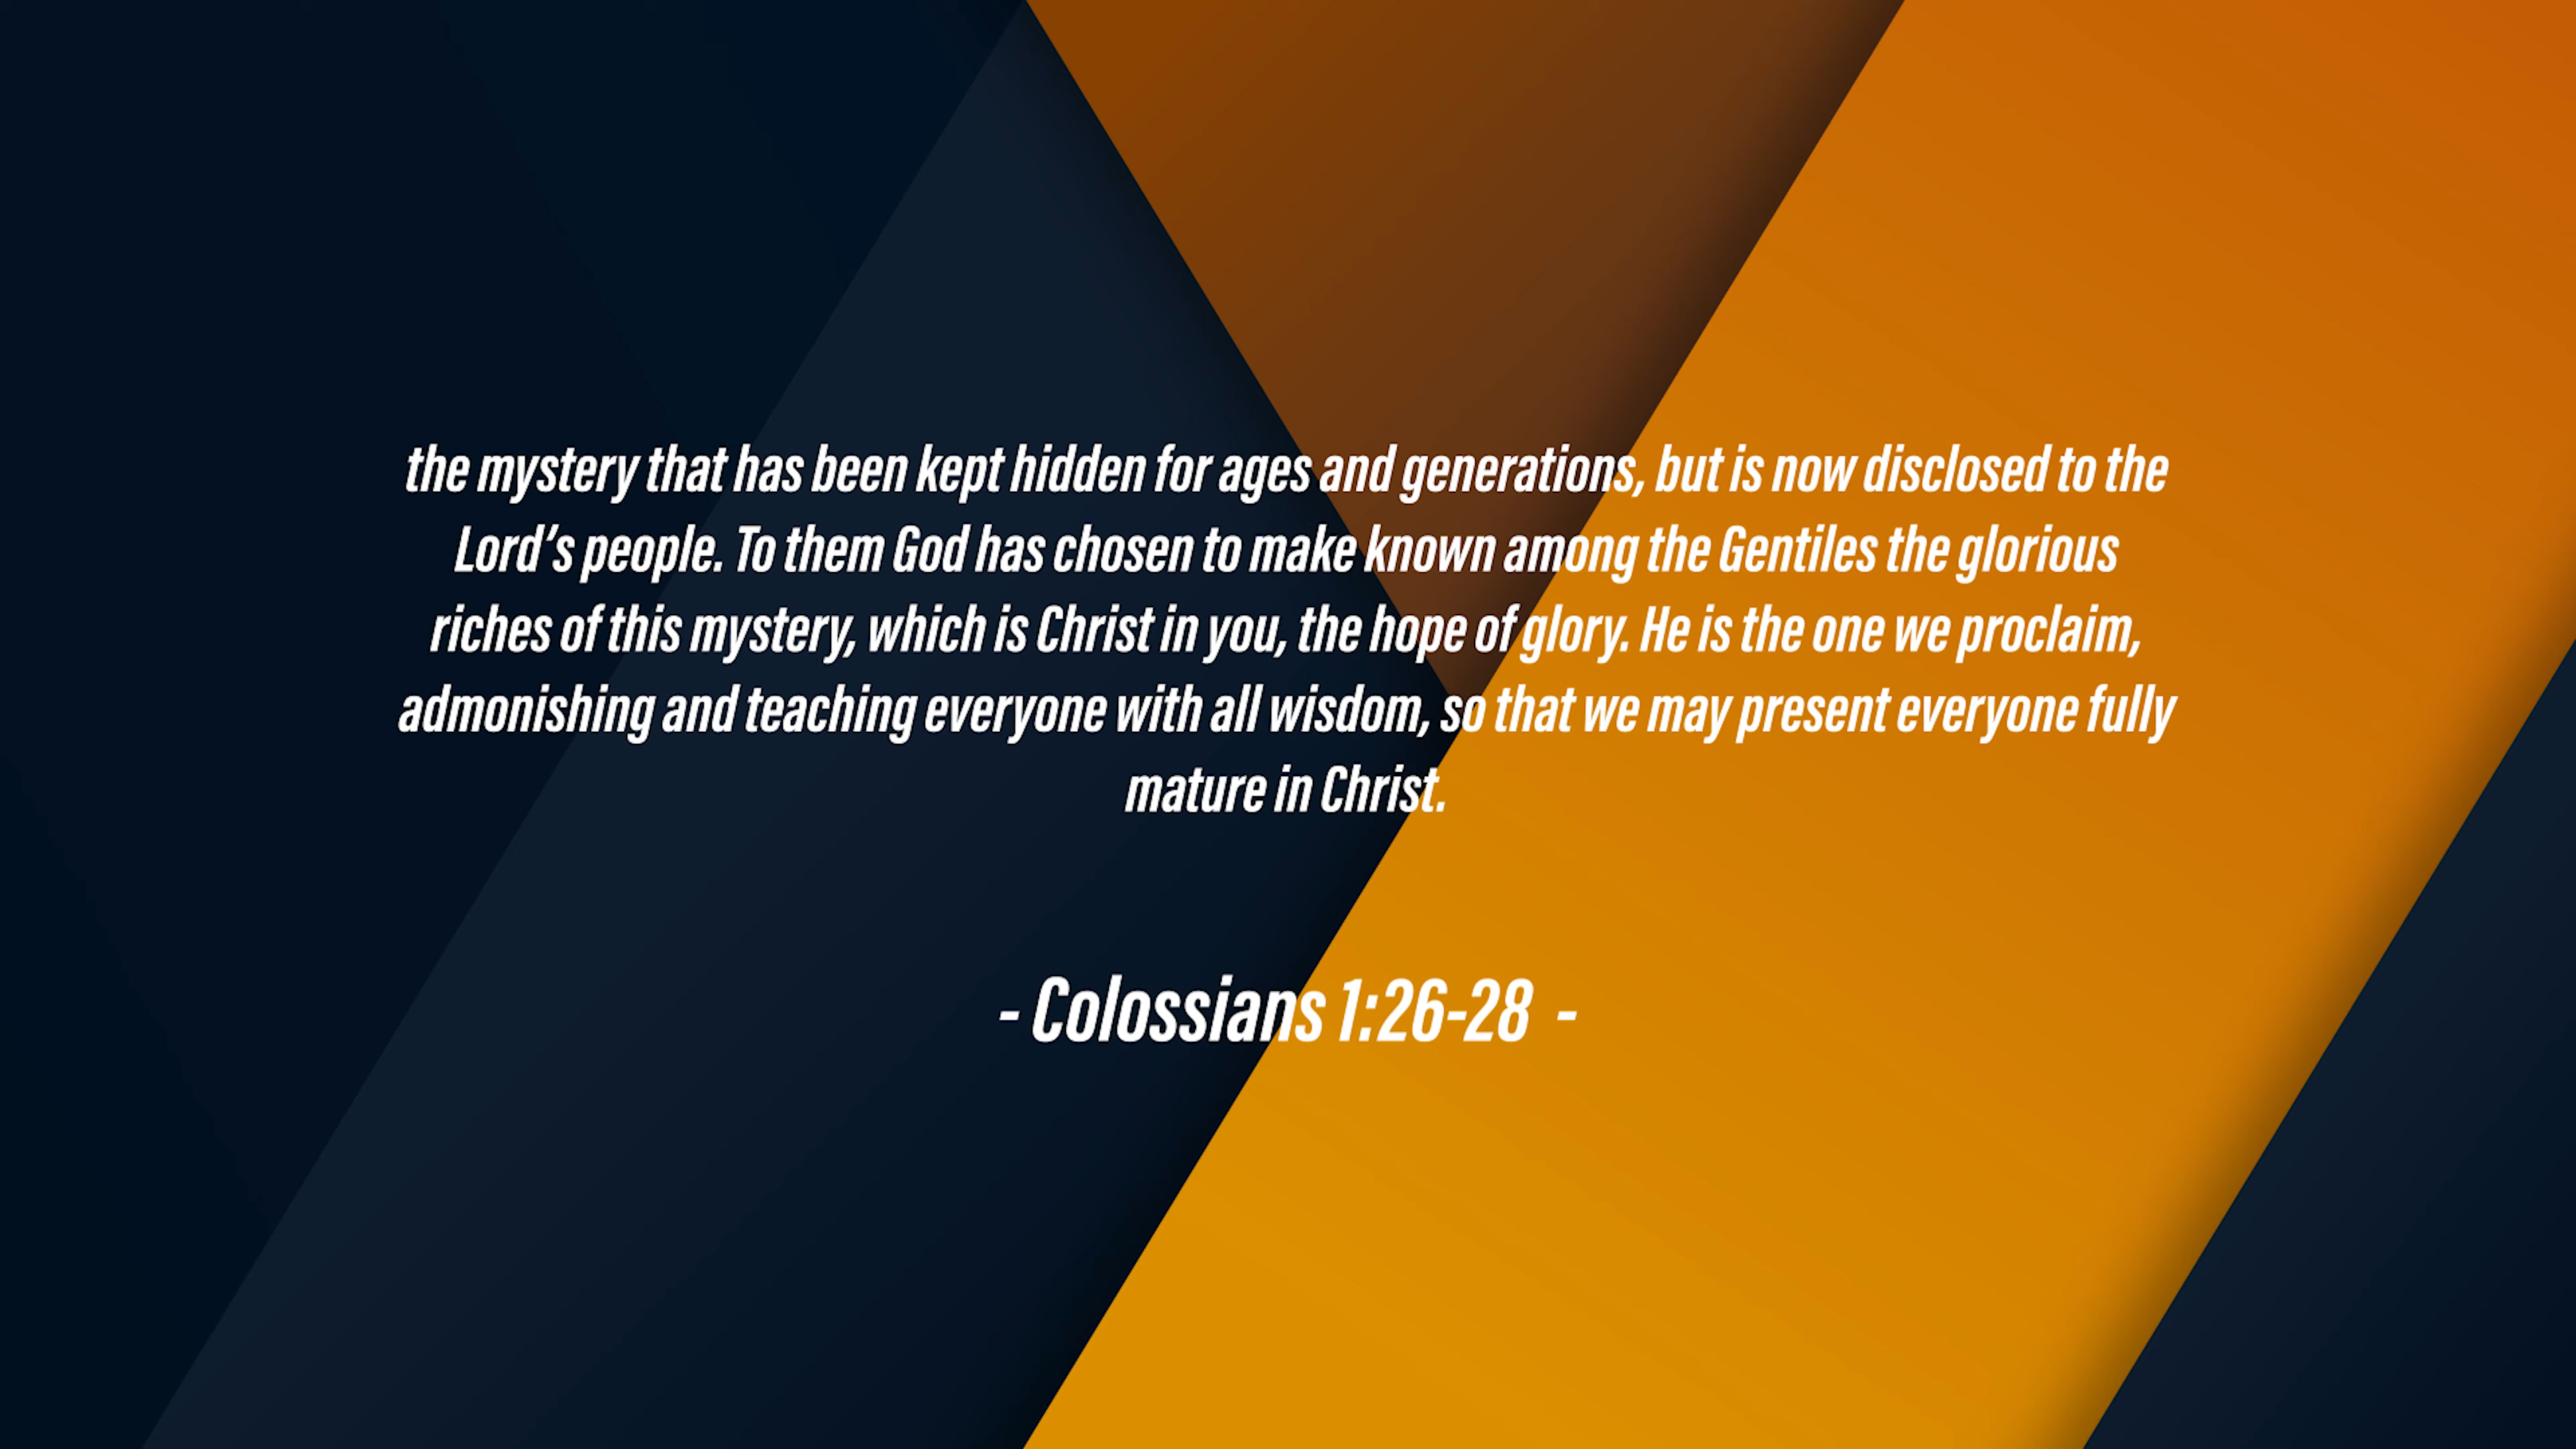 the mystery that has been kept hidden for ages and generations, but is now disclosed to the
Lord's people. To them God has chosen to make known among the Gentiles the glorious
riches of this mystery, which is Christ in you, the hope of glory. He is the one we proclaim,
admonishing and teaching everyone with all wisdom, so that we may present everyone fully
mature in Christ.
- Colossians 1:26-28 -